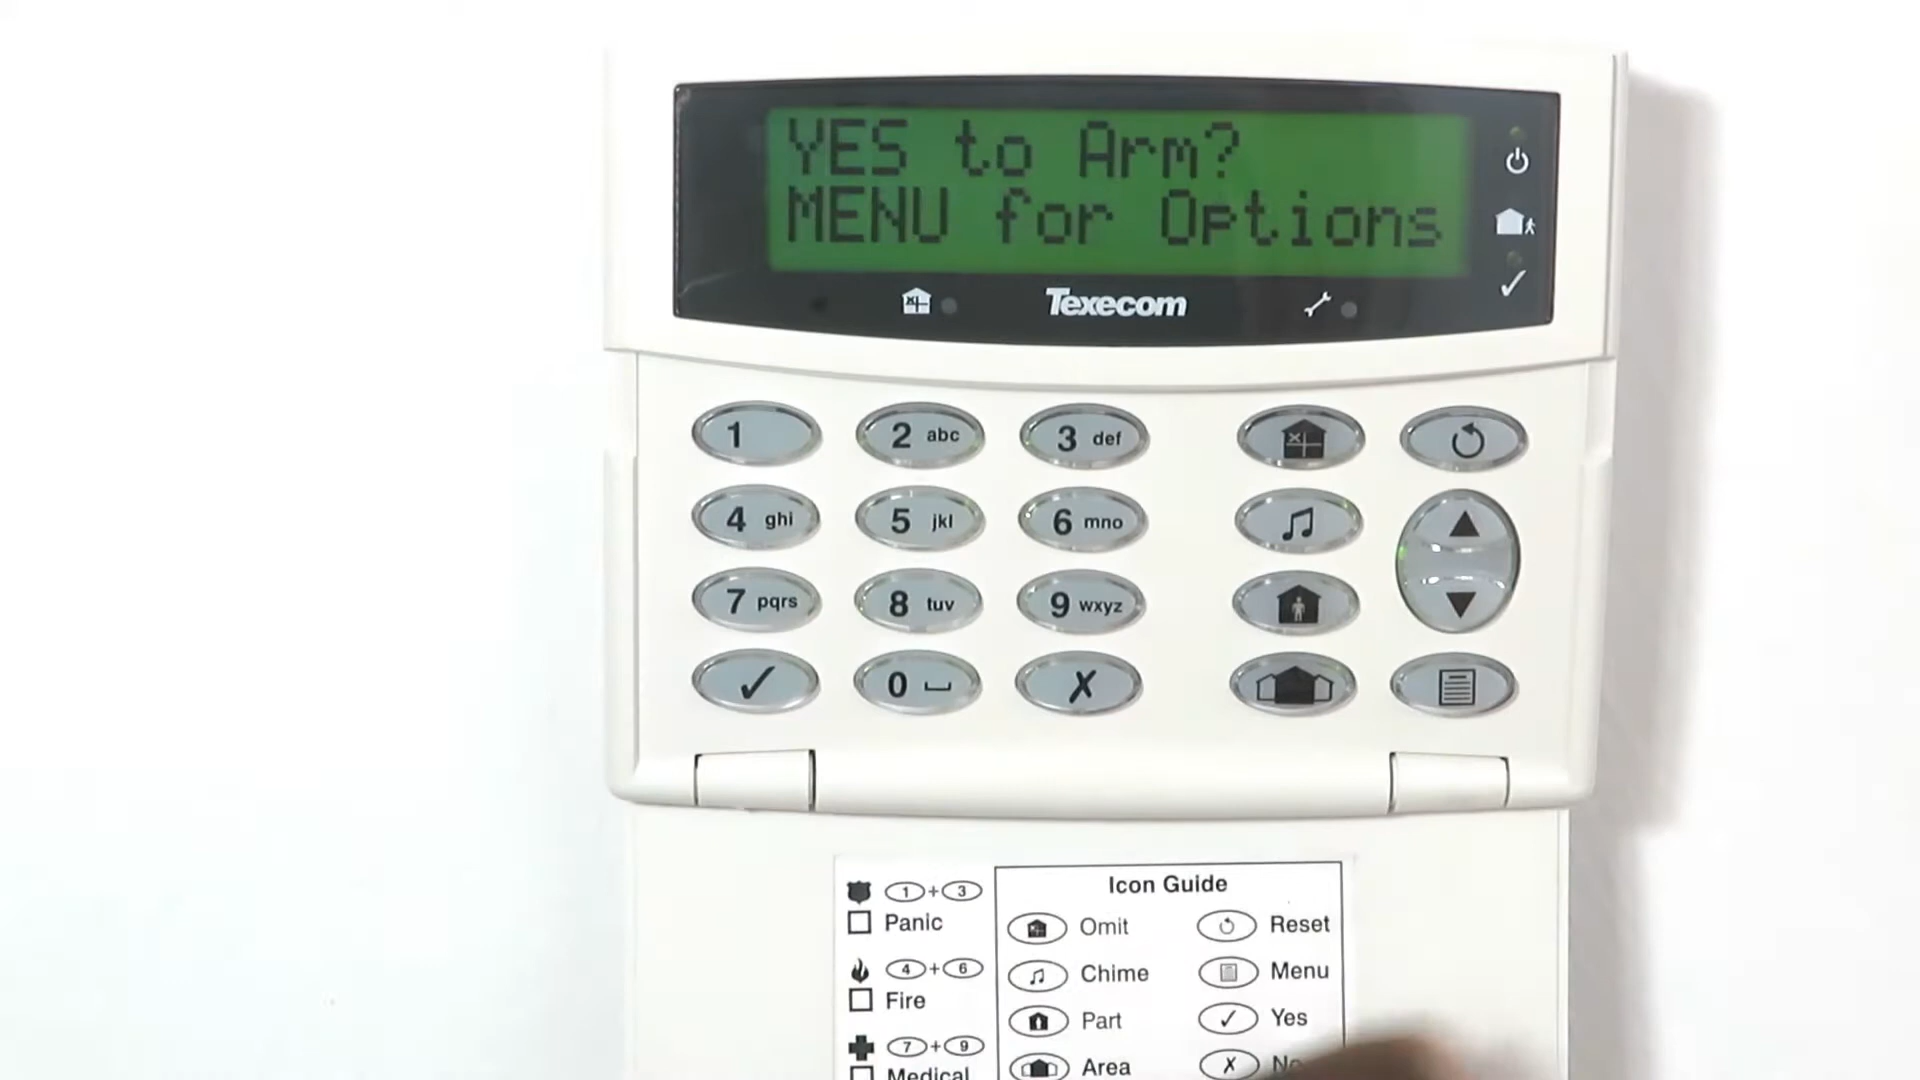 YES to Arm?
MENU for Options
Texecom
1 2 abc 3 def
4 ghi 5 jkl 6 mno
7 pqrs 8 tuv 9 wxyz
✓ 0 ✗
1 + 3
Panic
4 + 6
Fire
7 + 9
Medical
Icon Guide
Omit Reset
Chime Menu
Part Yes
Area